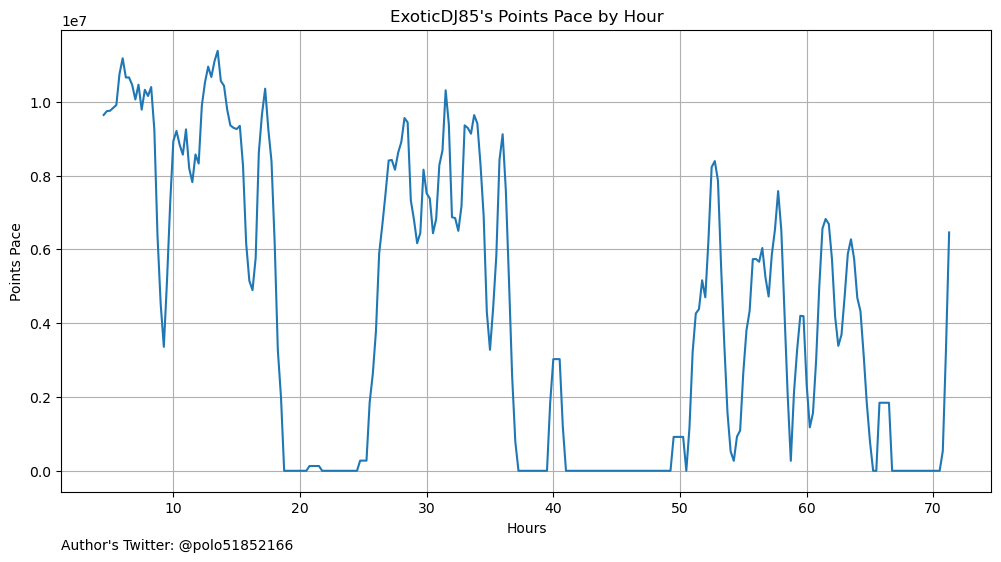 ExoticDJ85's Points Pace by Hour
1e7
1.0
0.8
0.6
0.4
0.2
0.0
Points Pace
10 20 30 40 50 60 70
Hours
Author's Twitter: @polo51852166